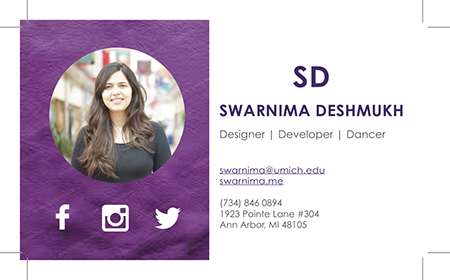 SD
SWARNIMA DESHMUKH
Designer | Developer | Dancer
swarnima@umich.edu
swarnima.me
(734) 846 0894
1923 Pointe Lane #304
Ann Arbor, MI 48105